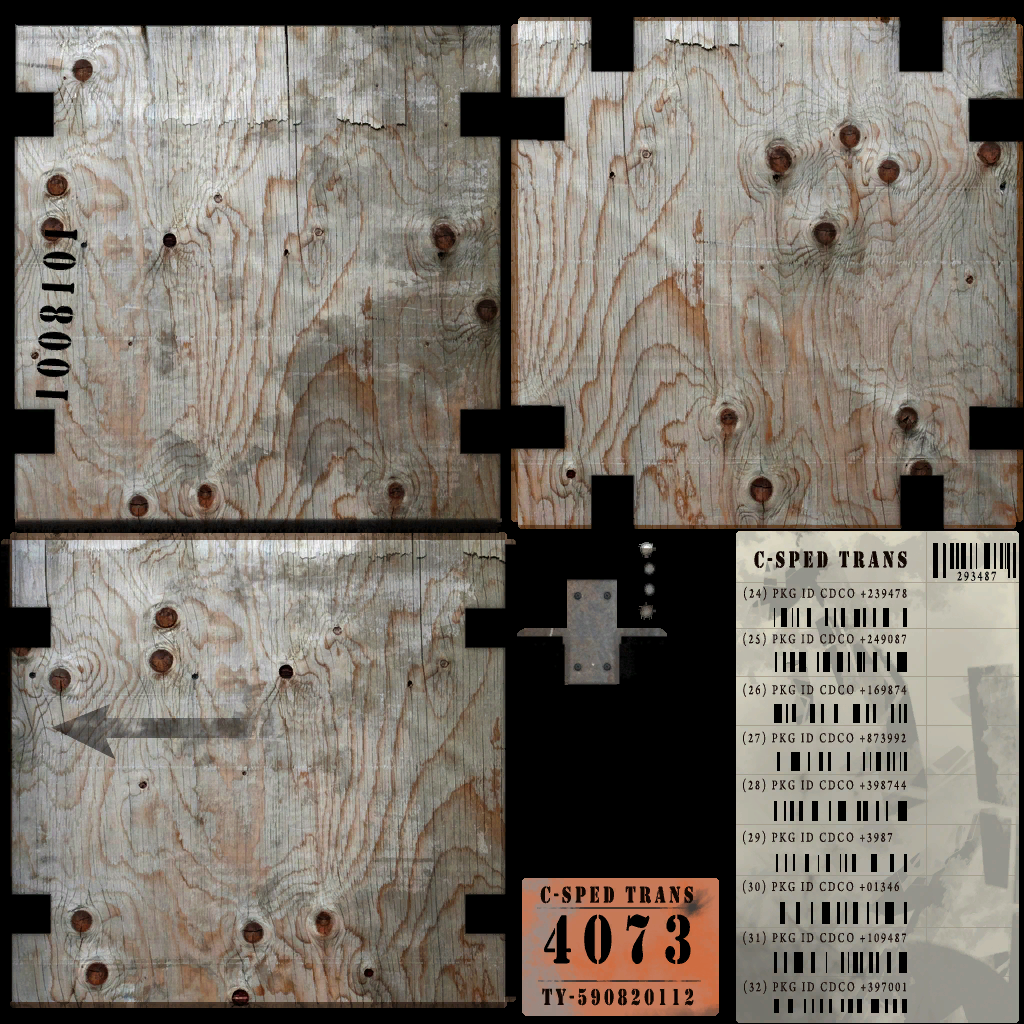 1001801
C-SPED TRANS
293487
(24) PKG ID CDCO +239478
(25) PKG ID CDCO +249087
(26) PKG ID CDCO +169874
(27) PKG ID CDCO +873992
(28) PKG ID CDCO +398744
(29) PKG ID CDCO +3987
(30) PKG ID CDCO +01346
(31) PKG ID CDCO +109487
(32) PKG ID CDCO +397001
C-SPED TRANS
4073
TY-590820112